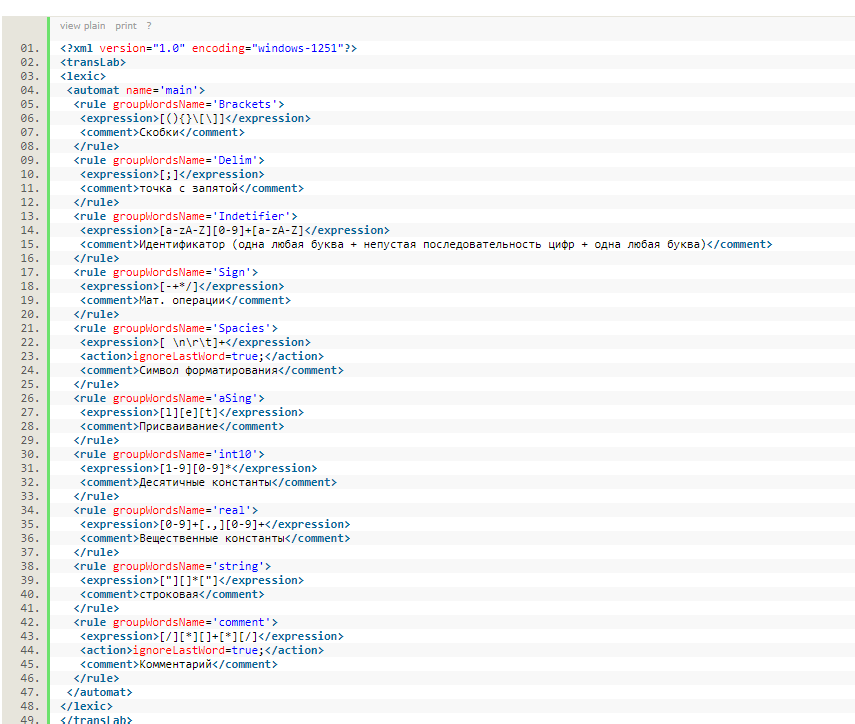 view plain print ?
01. <?xml version="1.0" encoding="windows-1251"?>
02. <transLab>
03. <lexic>
04. <automat name='main'>
05. <rule groupWordsName='Brackets'>
06. <expression>[(){}\[\]]</expression>
07. <comment>Скобки</comment>
08. </rule>
09. <rule groupWordsName='Delim'>
10. <expression>[;]</expression>
11. <comment>точка с запятой</comment>
12. </rule>
13. <rule groupWordsName='Indetifier'>
14. <expression>[a-zA-Z][0-9]+[a-zA-Z]</expression>
15. <comment>Идентификатор (одна любая буква + непустая последовательность цифр + одна любая буква)</comment>
16. </rule>
17. <rule groupWordsName='Sign'>
18. <expression>[-+*/]</expression>
19. <comment>Мат. операции</comment>
20. </rule>
21. <rule groupWordsName='Spacies'>
22. <expression>[ \n\r\t]+</expression>
23. <action>ignoreLastWord=true;</action>
24. <comment>Символ форматирования</comment>
25. </rule>
26. <rule groupWordsName='aSing'>
27. <expression>[l][e][t]</expression>
28. <comment>Присваивание</comment>
29. </rule>
30. <rule groupWordsName='int10'>
31. <expression>[1-9][0-9]*</expression>
32. <comment>Десятичные константы</comment>
33. </rule>
34. <rule groupWordsName='real'>
35. <expression>[0-9]+[.,][0-9]+</expression>
36. <comment>Вещественные константы</comment>
37. </rule>
38. <rule groupWordsName='string'>
39. <expression>["][]*["]</expression>
40. <comment>строковая</comment>
41. </rule>
42. <rule groupWordsName='comment'>
43. <expression>[/][*][]+[*][/]</expression>
44. <action>ignoreLastWord=true;</action>
45. <comment>Комментарий</comment>
46. </rule>
47. </automat>
48. </lexic>
49. </transLab>